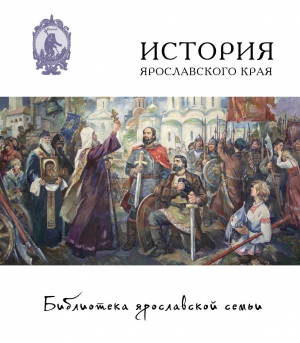 ИСТОРИЯ
ЯРОСЛАВСКОГО КРАЯ
Библиотека ярославской семьи